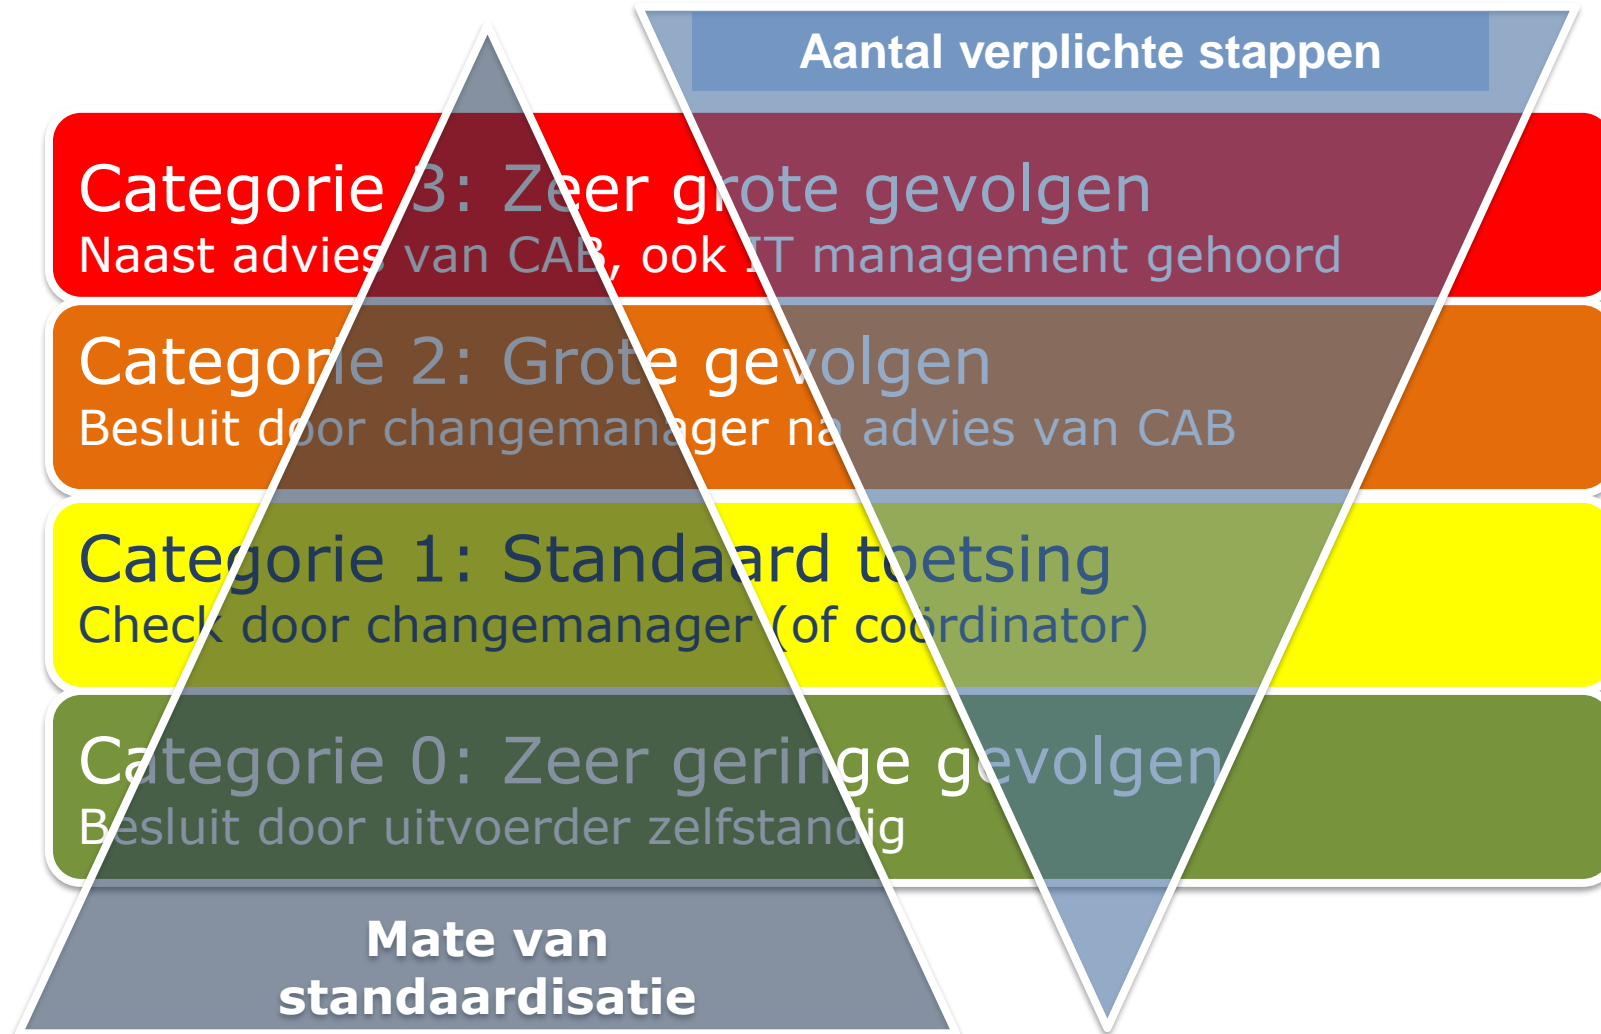 Aantal verplichte stappen
Categorie 3: Zeer grote gevolgen
Naast advies van CAB, ook IT management gehoord
Categorie 2: Grote gevolgen
Besluit door changemanager na advies van CAB
Categorie 1: Standaard toetsing
Check door changemanager (of coördinator)
Categorie 0: Zeer geringe gevolgen
Besluit door uitvoerder zelfstandig
Mate van
standaardisatie